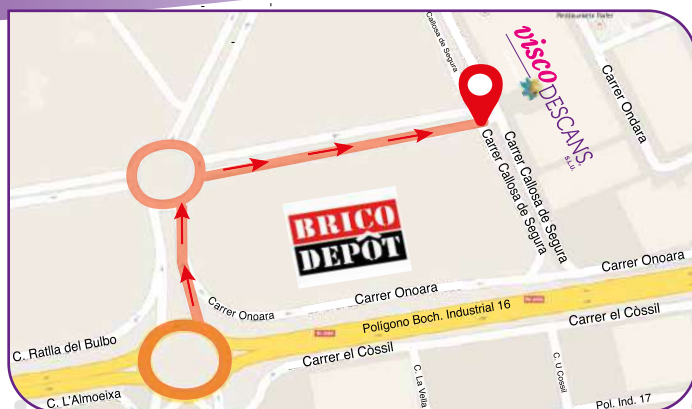 Restaurante Rafer
Callosa de Segura
visco
DESCANS
S.L.U.
Carrer Ondara
Carrer Callosa de Segura
Carrer Callosa de Segura
BRICO
DEPÔT
Carrer Onoara
Carrer Onoara
Carrer Onoara
Polígono Boch. Industrial 16
C. Ratlla del Bulbo
Carrer el Còssil
Carrer el Còssil
C. L'Almoeixa
C. La Vella
C. U Cossil
Pol. Ind. 17